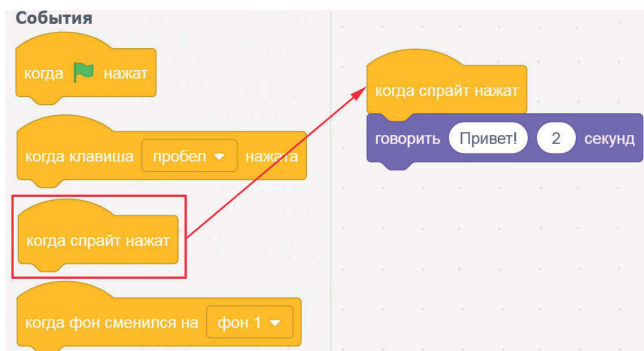 События
когда нажат
когда клавиша пробел нажата
когда спрайт нажат
когда фон сменился на фон 1
когда спрайт нажат
говорить Привет! 2 секунд